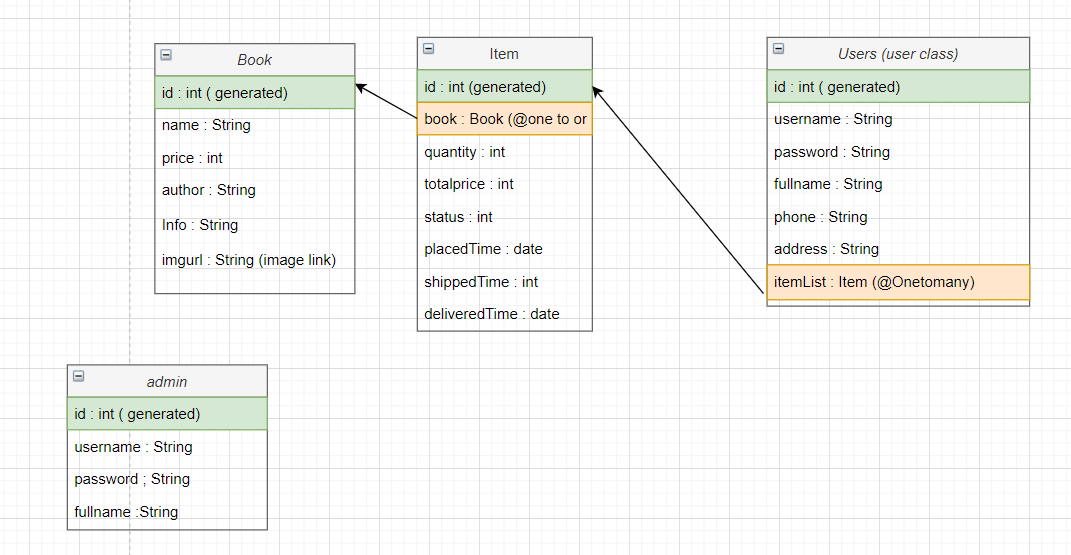 Book
id : int ( generated)
name : String
price : int
author : String
Info : String
imgurl : String (image link)
Item
id : int (generated)
book : Book (@one to or
quantity : int
totalprice : int
status : int
placedTime : date
shippedTime : int
deliveredTime : date
Users (user class)
id : int ( generated)
username : String
password : String
fullname : String
phone : String
address : String
itemList : Item (@Onetomany)
admin
id : int ( generated)
username : String
password ; String
fullname :String